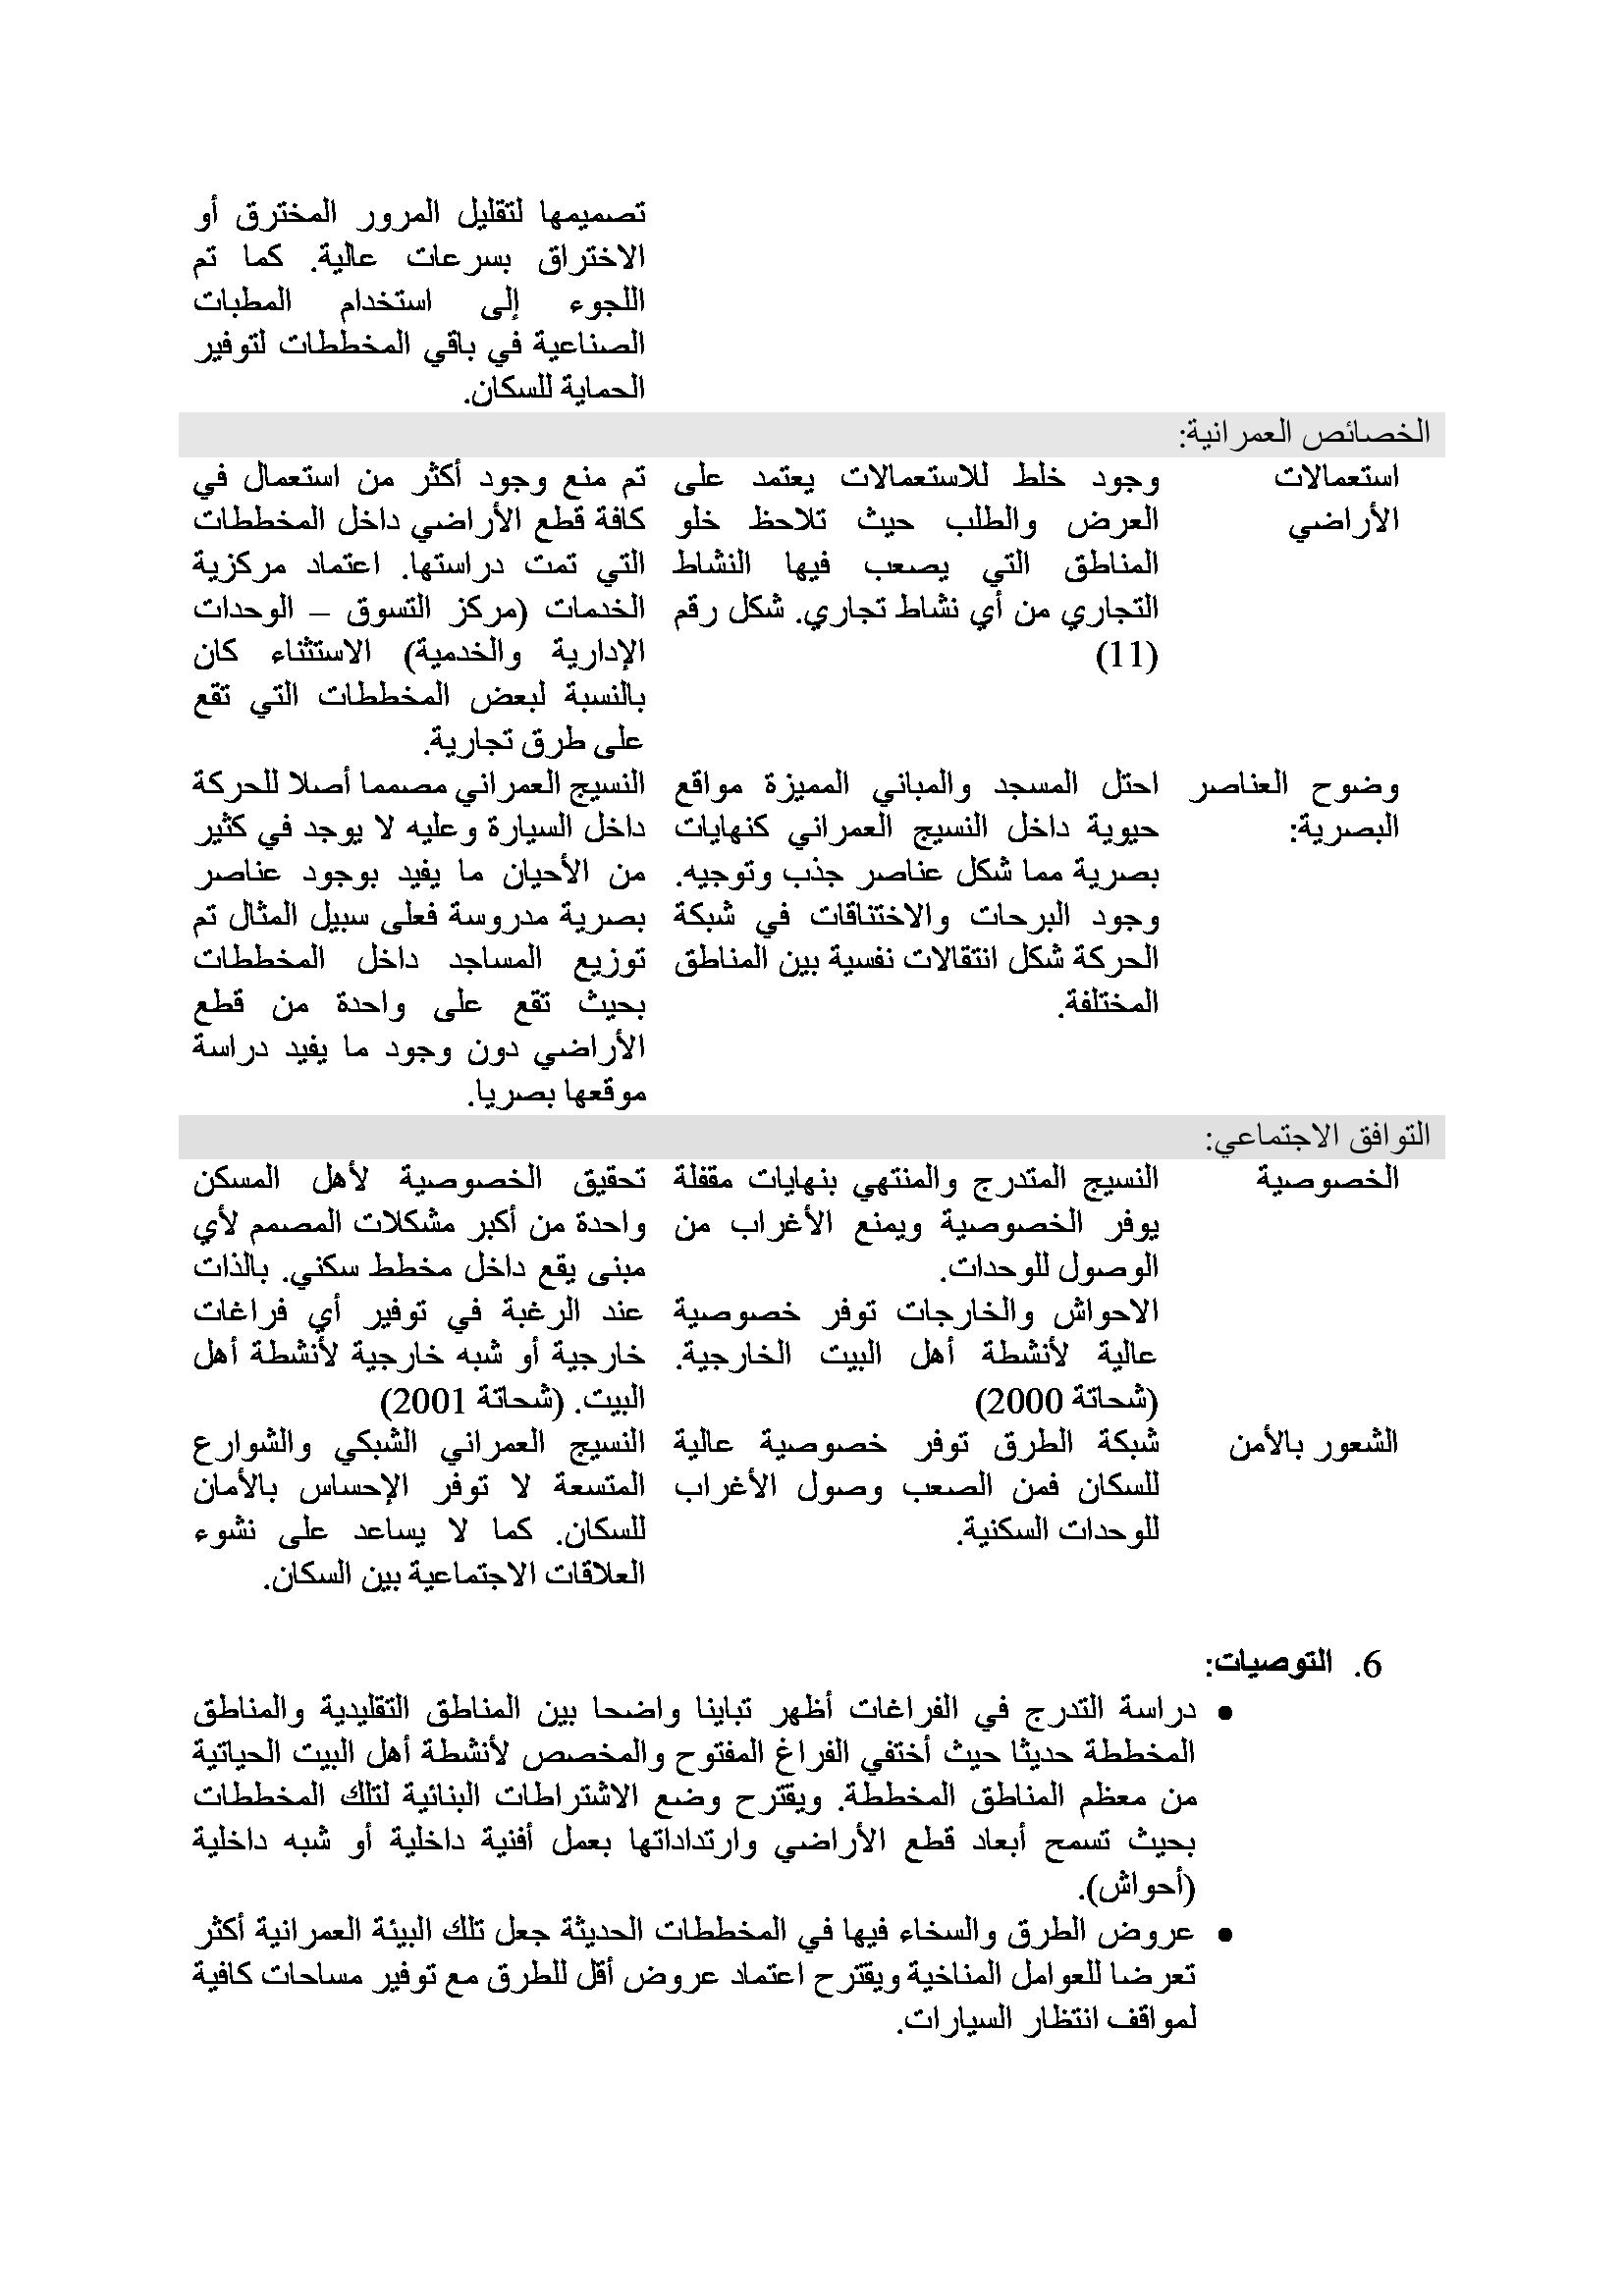 تصميمها لتقليل المرور المخترق أو
الاختراق بسرعات عالية. كما تم
اللجوء إلى استخدام المطبات
الصناعية في باقي المخططات لتوفير
الحماية للسكان.
الخصائص العمرانية:
استعمالات
الأراضي
وجود خلط للاستعمالات يعتمد على
العرض والطلب حيث تلاحظ خلو
المناطق التي يصعب فيها النشاط
التجاري من أي نشاط تجاري. شكل رقم
(11)
تم منع وجود أكثر من استعمال في
كافة قطع الأراضي داخل المخططات
التي تمت دراستها. اعتماد مركزية
الخدمات (مركز التسوق – الوحدات
الإدارية والخدمية) الاستثناء كان
بالنسبة لبعض المخططات التي تقع
على طرق تجارية.
وضوح العناصر
البصرية:
احتل المسجد والمباني المميزة مواقع
حيوية داخل النسيج العمراني كنهايات
بصرية مما شكل عناصر جذب وتوجيه.
وجود البرحات والاختناقات في شبكة
الحركة شكل انتقالات نفسية بين المناطق
المختلفة.
النسيج العمراني مصمما أصلا للحركة
داخل السيارة وعليه لا يوجد في كثير
من الأحيان ما يفيد بوجود عناصر
بصرية مدروسة فعلى سبيل المثال تم
توزيع المساجد داخل المخططات
بحيث تقع على واحدة من قطع
الأراضي دون وجود ما يفيد دراسة
موقعها بصريا.
التوافق الاجتماعي:
الخصوصية
النسيج المتدرج والمنتهي بنهايات مقفلة
يوفر الخصوصية ويمنع الأغراب من
الوصول للوحدات.
الاحواش والخارجات توفر خصوصية
عالية لأنشطة أهل البيت الخارجية.
(شحاتة 2000)
تحقيق الخصوصية لأهل المسكن
واحدة من أكبر مشكلات المصمم لأي
مبنى يقع داخل مخطط سكني. بالذات
عند الرغبة في توفير أي فراغات
خارجية أو شبه خارجية لأنشطة أهل
البيت. (شحاتة 2001)
الشعور بالأمن
شبكة الطرق توفر خصوصية عالية
للسكان فمن الصعب وصول الأغراب
للوحدات السكنية.
النسيج العمراني الشبكي والشوارع
المتسعة لا توفر الإحساس بالأمان
للسكان. كما لا يساعد على نشوء
العلاقات الاجتماعية بين السكان.
6. التوصيات:
• دراسة التدرج في الفراغات أظهر تباينا واضحا بين المناطق التقليدية والمناطق
المخططة حديثا حيث أختفي الفراغ المفتوح والمخصص لأنشطة أهل البيت الحياتية
من معظم المناطق المخططة. ويقترح وضع الاشتراطات البنائية لتلك المخططات
بحيث تسمح أبعاد قطع الأراضي وارتداداتها بعمل أفنية داخلية أو شبه داخلية
(أحواش).
• عروض الطرق والسخاء فيها في المخططات الحديثة جعل تلك البيئة العمرانية أكثر
تعرضا للعوامل المناخية ويقترح اعتماد عروض أقل للطرق مع توفير مساحات كافية
لمواقف انتظار السيارات.